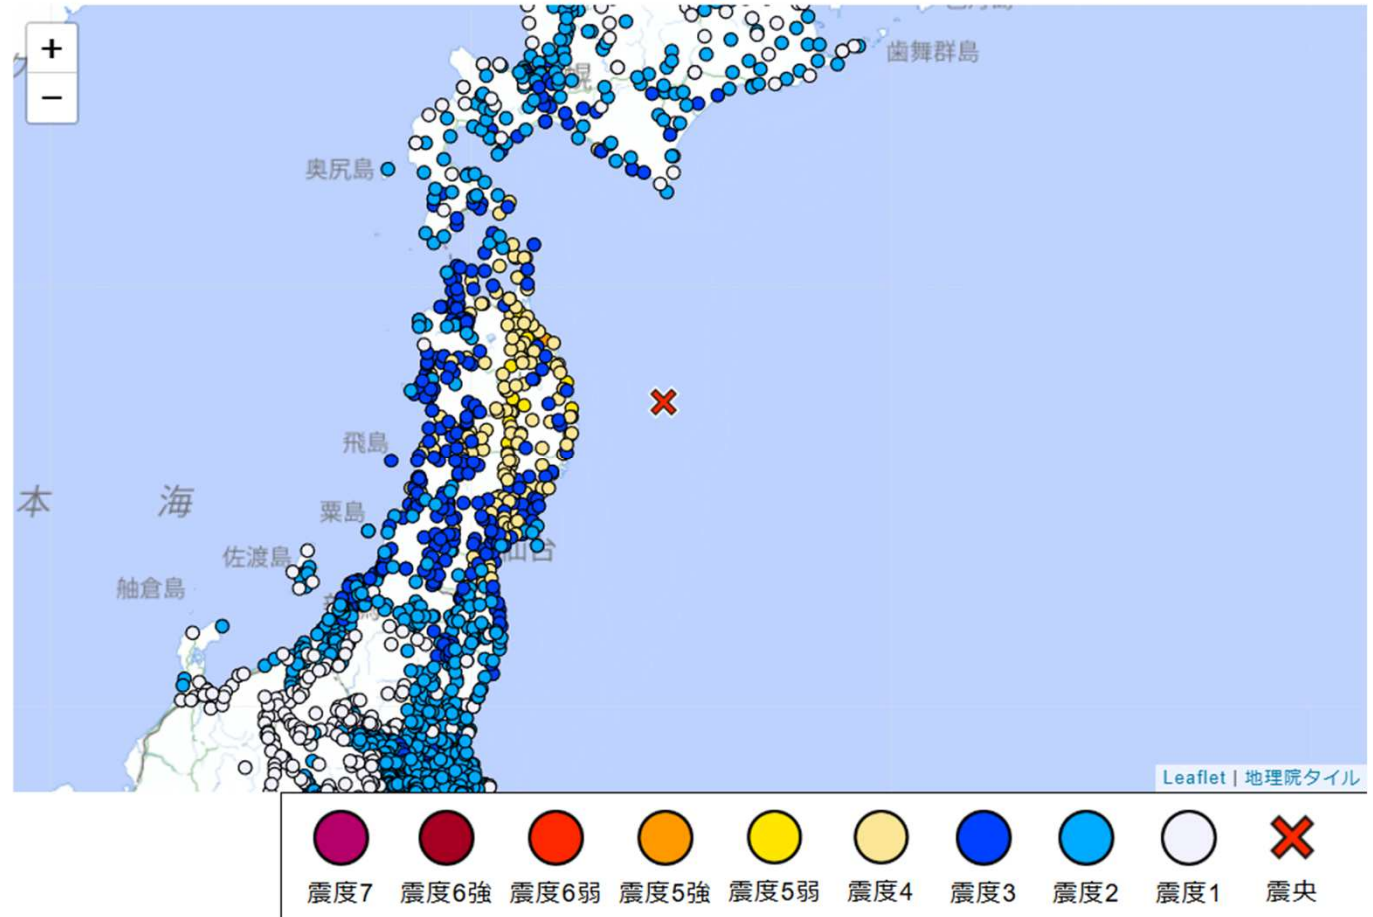 +
−
歯舞群島
幌
奥尻島
飛島
本 海
粟島
仙台
佐渡島
舳倉島
Leaflet | 地理院タイル
震度7 震度6強 震度6弱 震度5強 震度5弱 震度4 震度3 震度2 震度1 震央